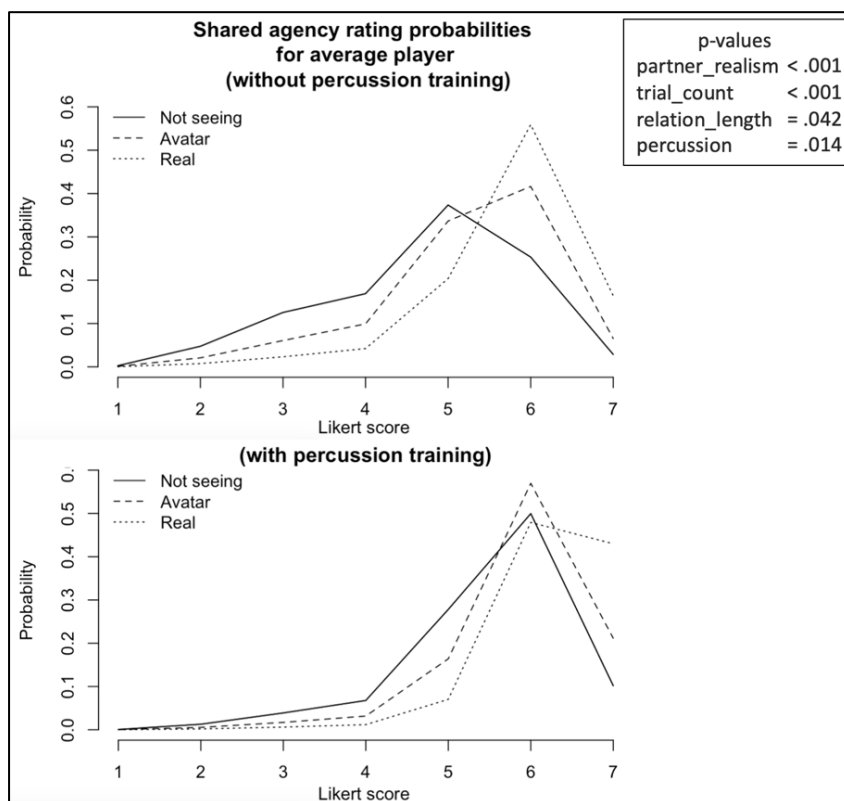 Shared agency rating probabilities
for average player
(without percussion training)
p-values
partner_realism < .001
trial_count < .001
relation_length = .042
percussion = .014
Not seeing
Avatar
Real
Probability
0.6
0.5
0.4
0.3
0.2
0.1
0.0
1 2 3 4 5 6 7
Likert score
(with percussion training)
Not seeing
Avatar
Real
Probability
0.
0.5
0.4
0.3
0.2
0.1
0.0
1 2 3 4 5 6 7
Likert score